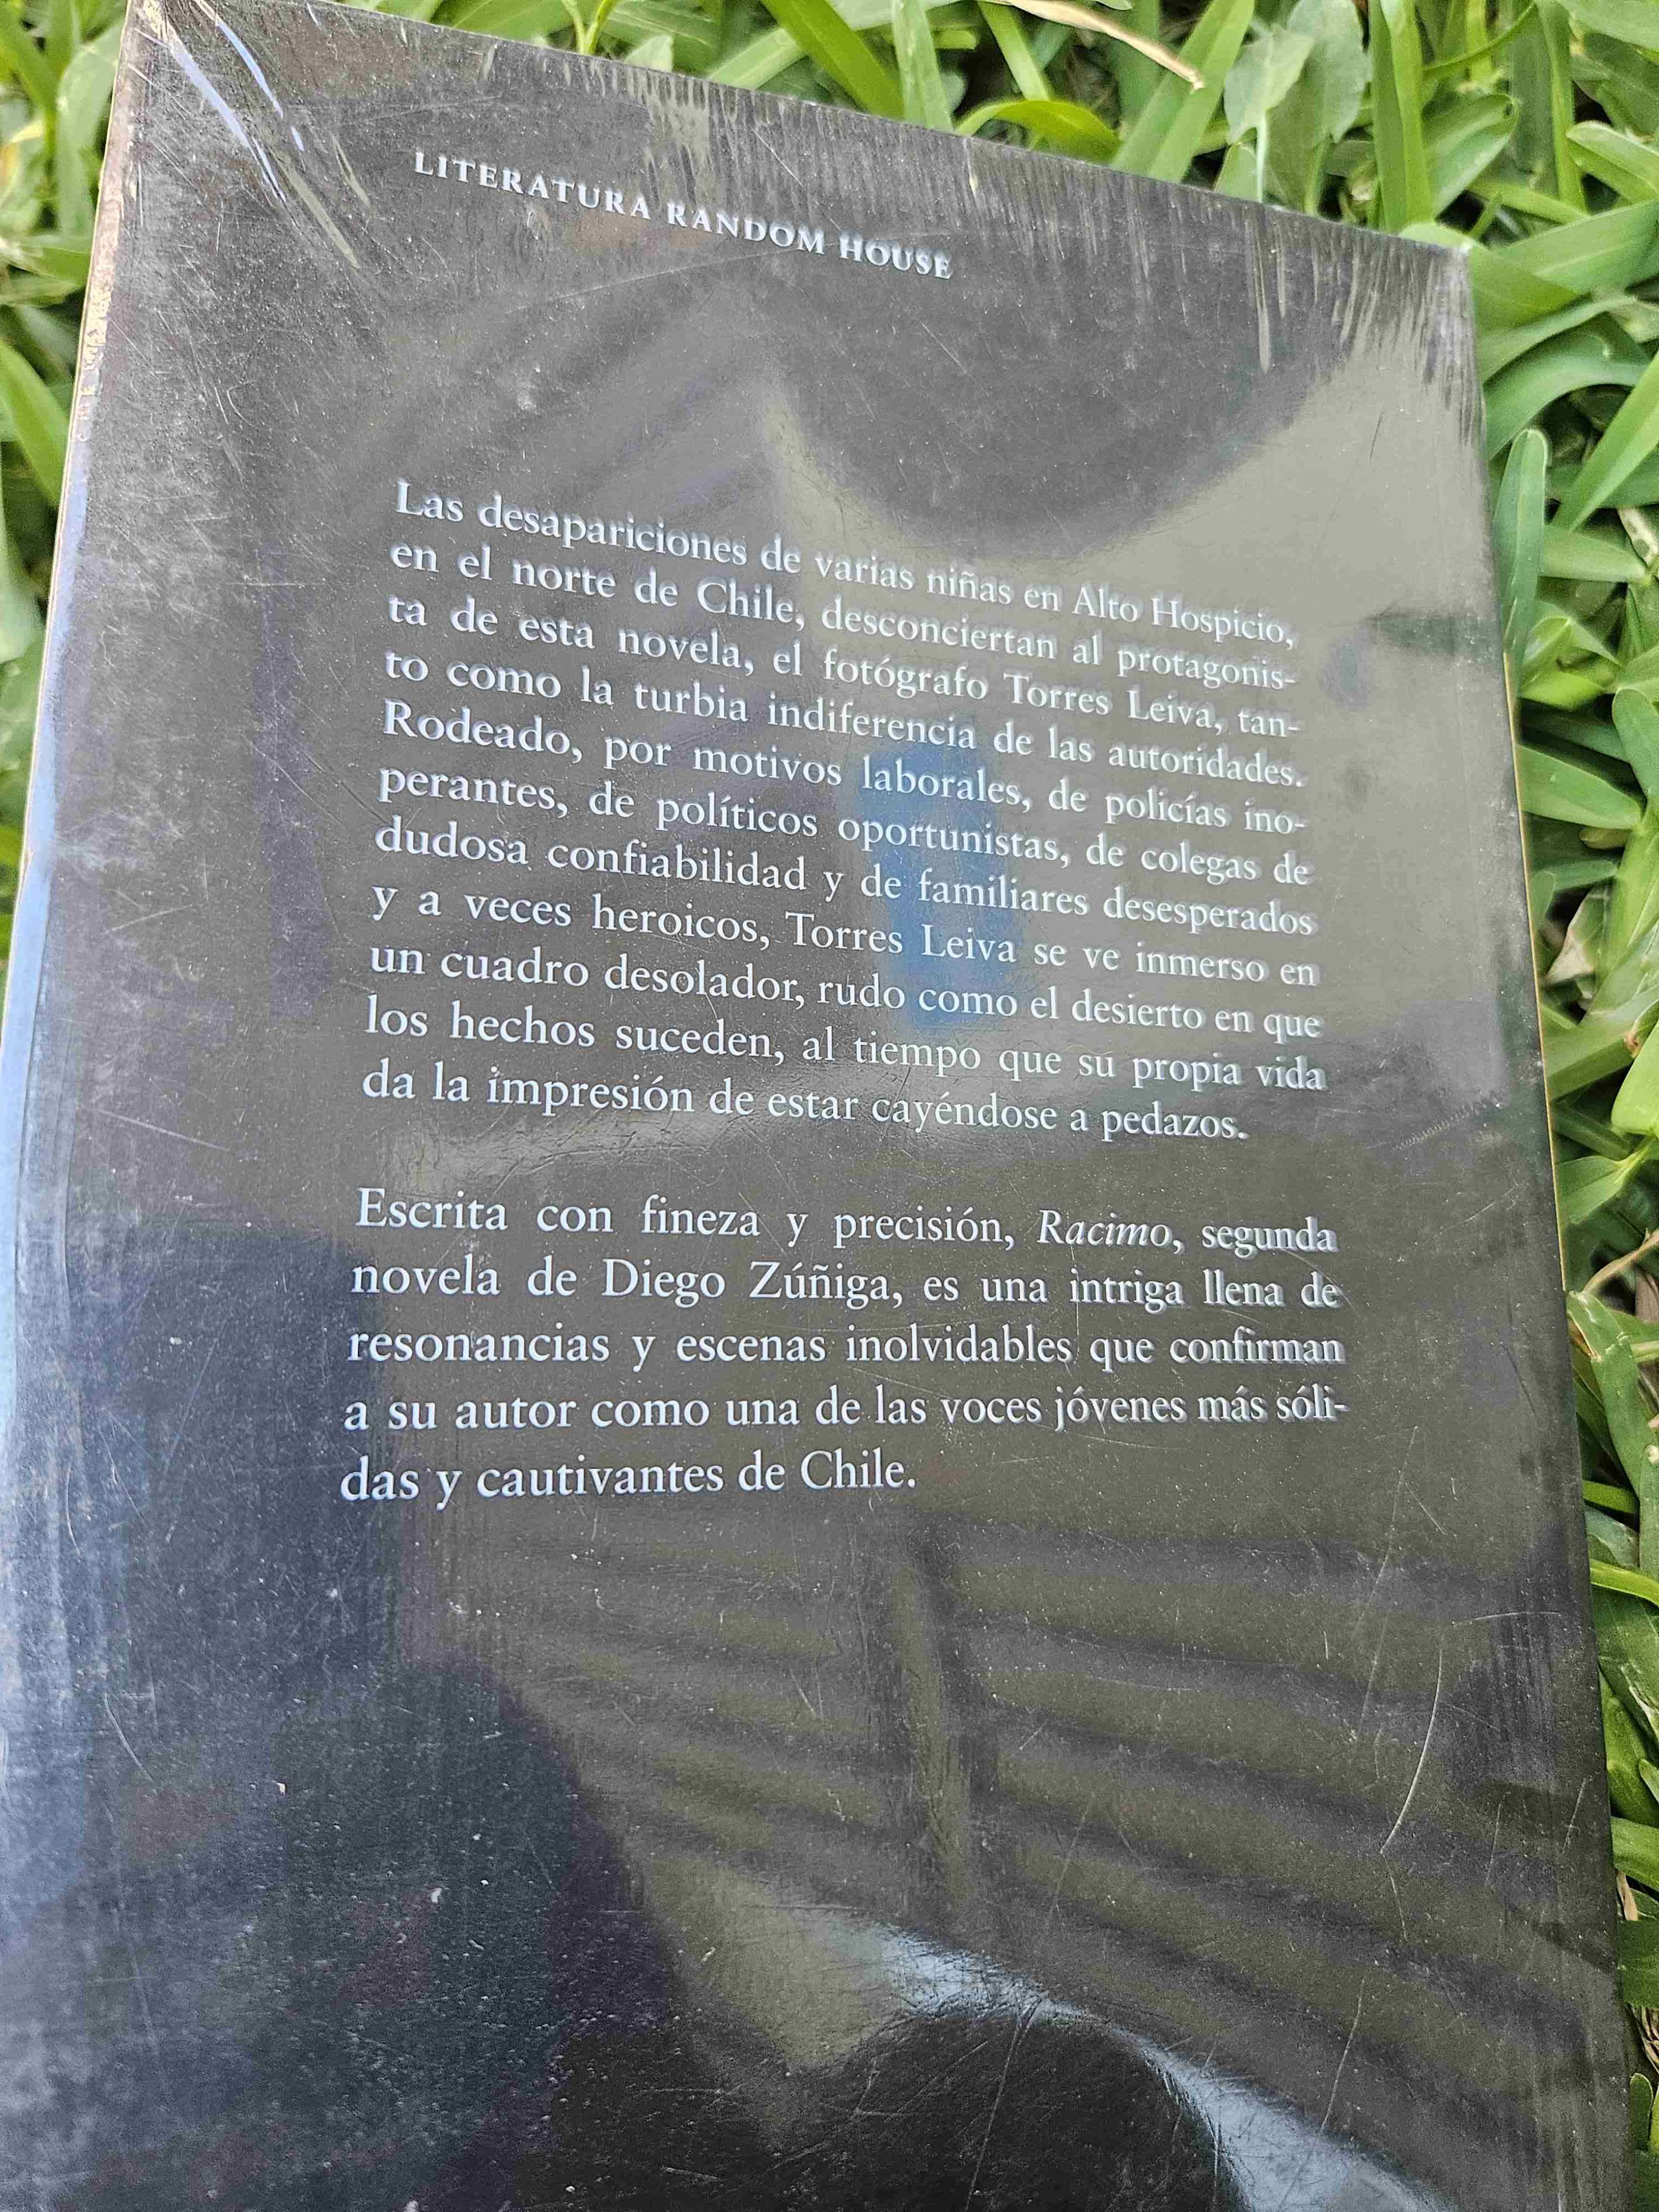 LITERATURA RANDOM HOUSE
Las desapariciones de varias niñas en Alto Hospicio,
en el norte de Chile, desconciertan al protagonis-
ta de esta novela, el fotógrafo Torres Leiva, tan-
to como la turbia indiferencia de las autoridades.
Rodeado, por motivos laborales, de policías ino-
perantes, de políticos oportunistas, de colegas de
dudosa confiabilidad y de familiares desesperados
y a veces heroicos, Torres Leiva se ve inmerso en
un cuadro desolador, rudo como el desierto en que
los hechos suceden, al tiempo que su propia vida
da la impresión de estar cayéndose a pedazos.
Escrita con fineza y precisión, Racimo, segunda
novela de Diego Zúñiga, es una intriga llena de
resonancias y escenas inolvidables que confirman
a su autor como una de las voces jóvenes más sóli-
das y cautivantes de Chile.